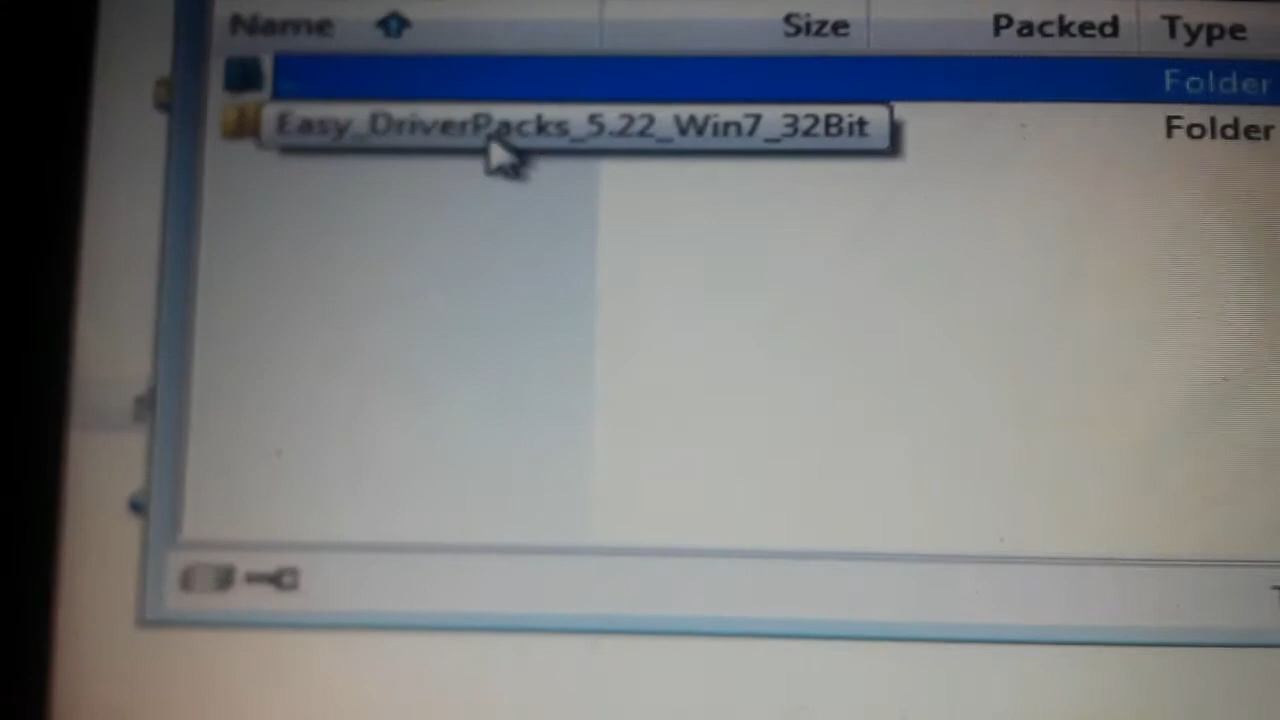 Name Size Packed Type
Folder
Easy_DriverPacks_5.22_Win7_32Bit Folder